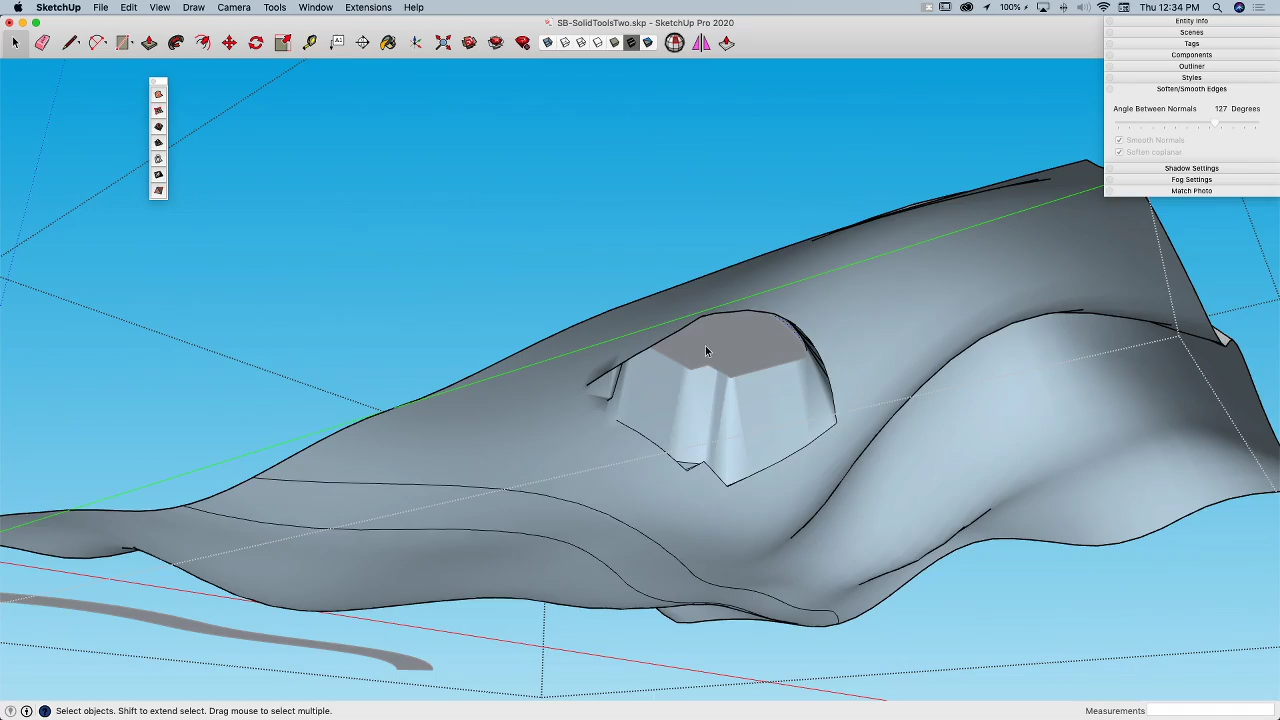 SketchUp File Edit View Draw Camera Tools Window Extensions Help 100% Thu 12:34 PM
SB-SolidToolsTwo.skp - SketchUp Pro 2020
Entity Info
Scenes
Tags
Components
Outliner
Styles
Soften/Smooth Edges
Angle Between Normals 127 Degrees
Smooth Normals
Soften coplanar
Shadow Settings
Fog Settings
Match Photo
Select objects. Shift to extend select. Drag mouse to select multiple. Measurements